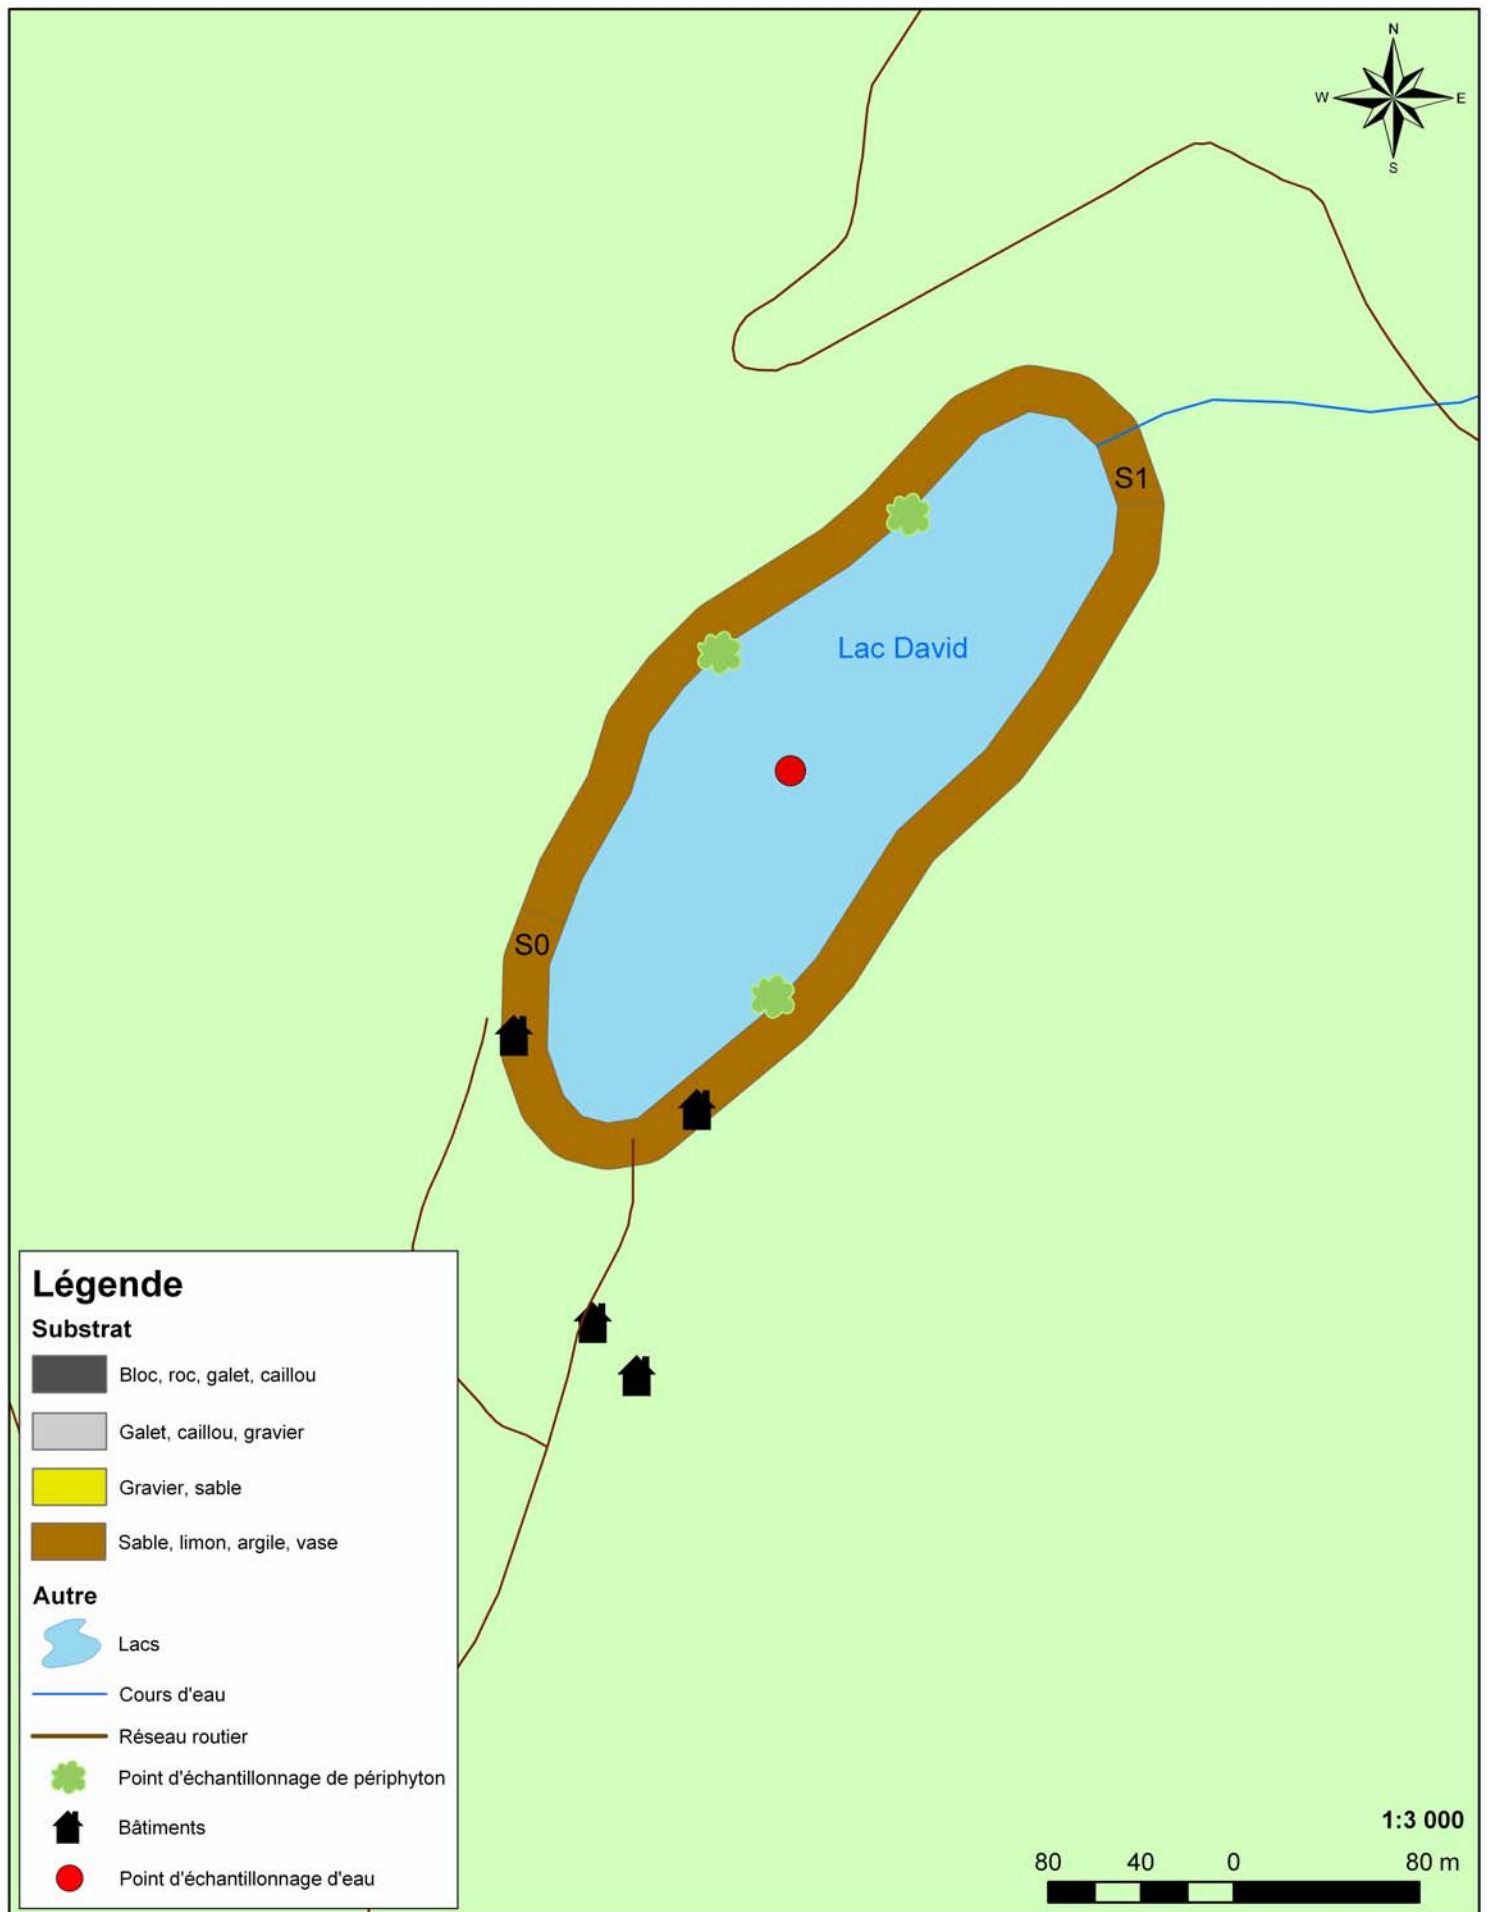 N
W E
S
S1
Lac David
S0
Légende
Substrat
Bloc, roc, galet, caillou
Galet, caillou, gravier
Gravier, sable
Sable, limon, argile, vase
Autre
Lacs
Cours d'eau
Réseau routier
Point d'échantillonnage de périphyton
Bâtiments
Point d'échantillonnage d'eau
1:3 000
80 40 0 80 m